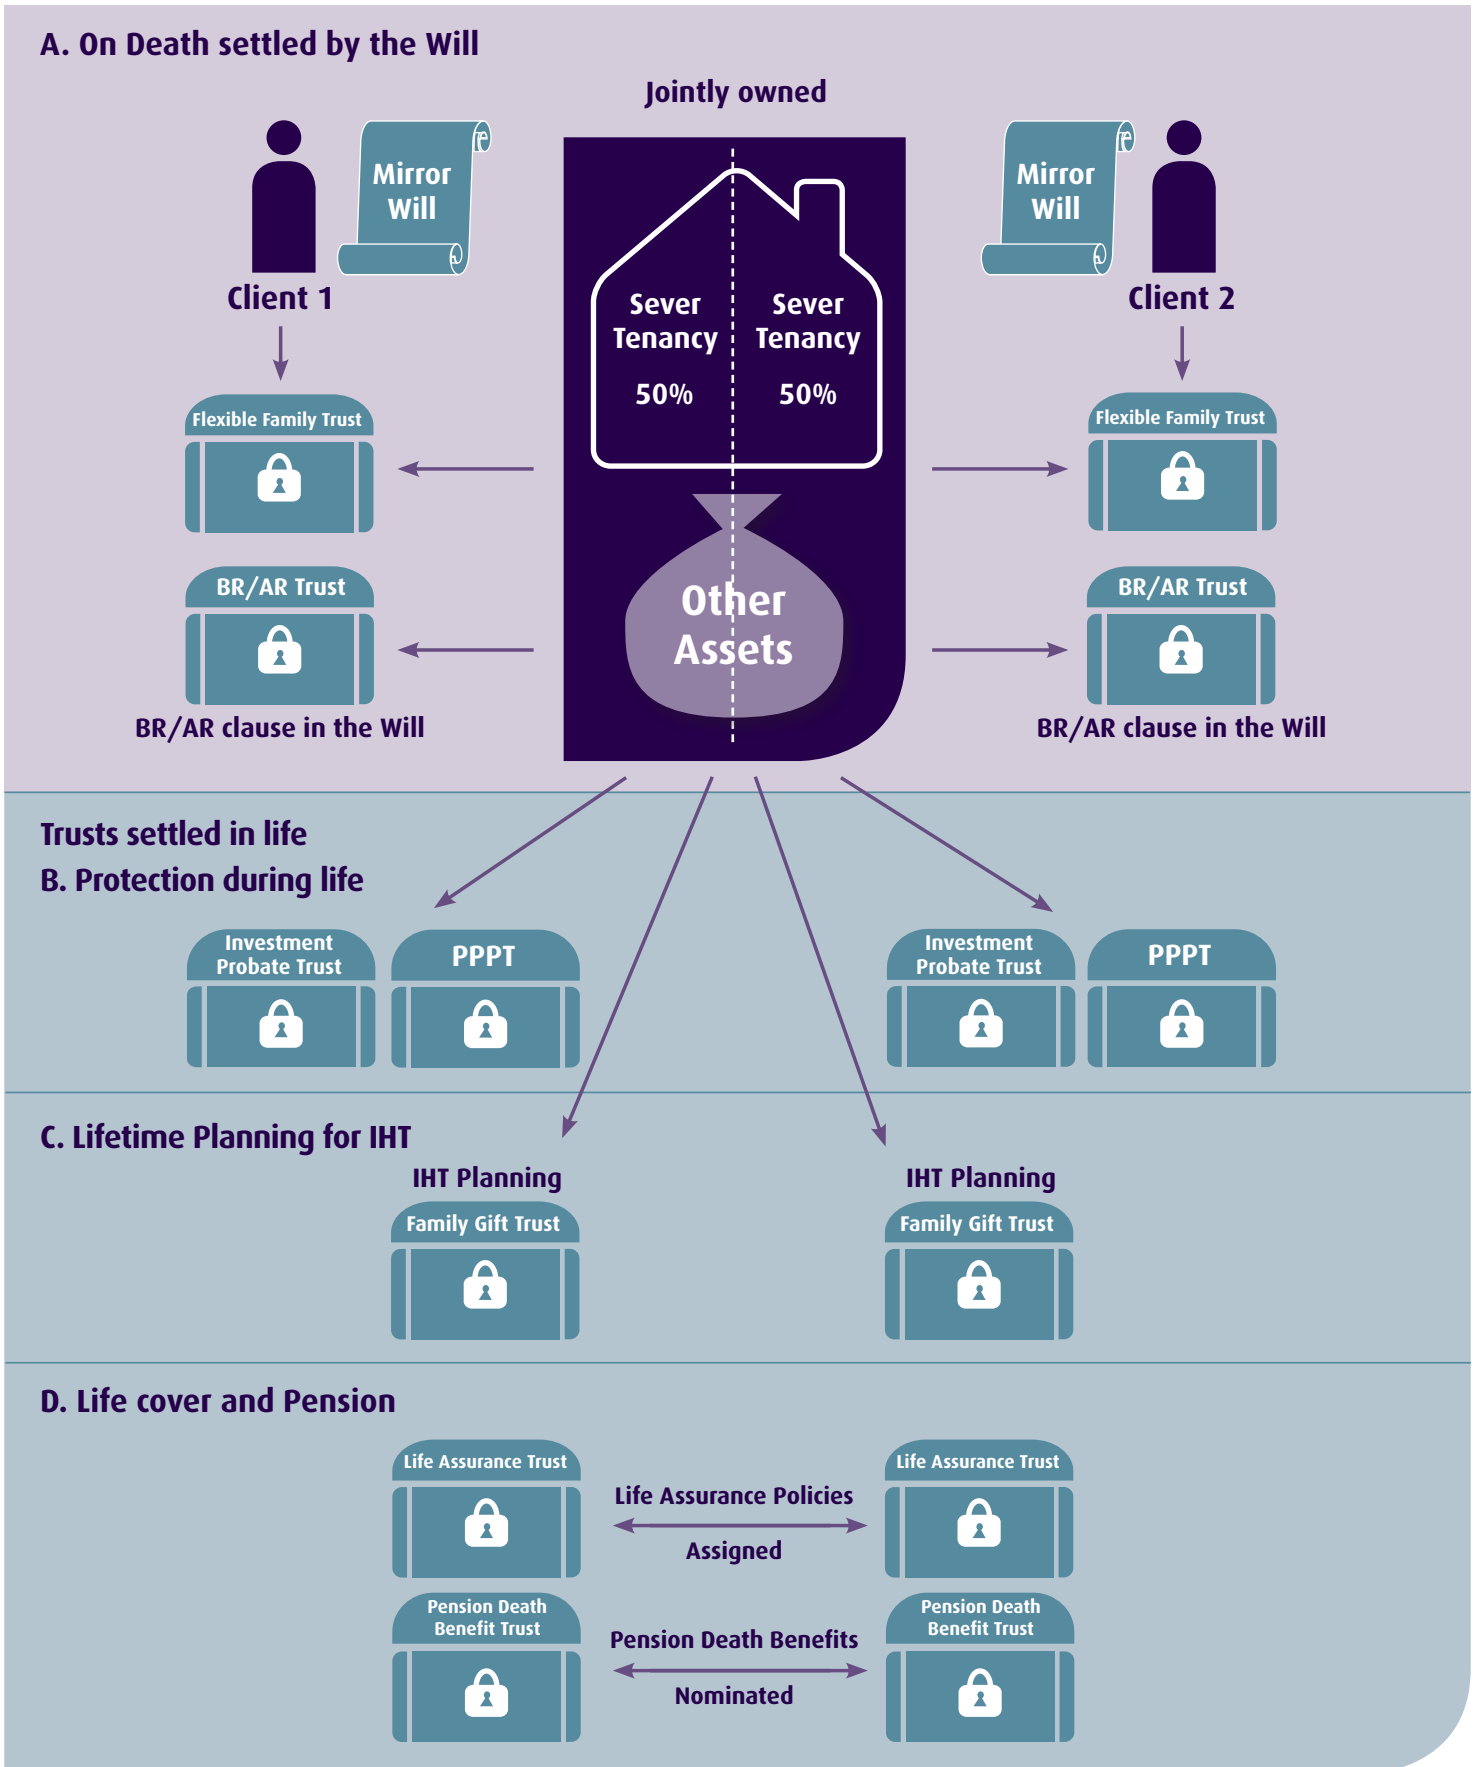 A. On Death settled by the Will
Jointly owned
Mirror
Will
Mirror
Will
Client 1
Client 2
Sever
Tenancy
50%
Sever
Tenancy
50%
Flexible Family Trust
Flexible Family Trust
BR/AR Trust
BR/AR Trust
Other
Assets
BR/AR clause in the Will
BR/AR clause in the Will
Trusts settled in life
B. Protection during life
Investment
Probate Trust
PPPT
Investment
Probate Trust
PPPT
C. Lifetime Planning for IHT
IHT Planning
IHT Planning
Family Gift Trust
Family Gift Trust
D. Life cover and Pension
Life Assurance Trust
Life Assurance Policies
Assigned
Life Assurance Trust
Pension Death
Benefit Trust
Pension Death Benefits
Nominated
Pension Death
Benefit Trust